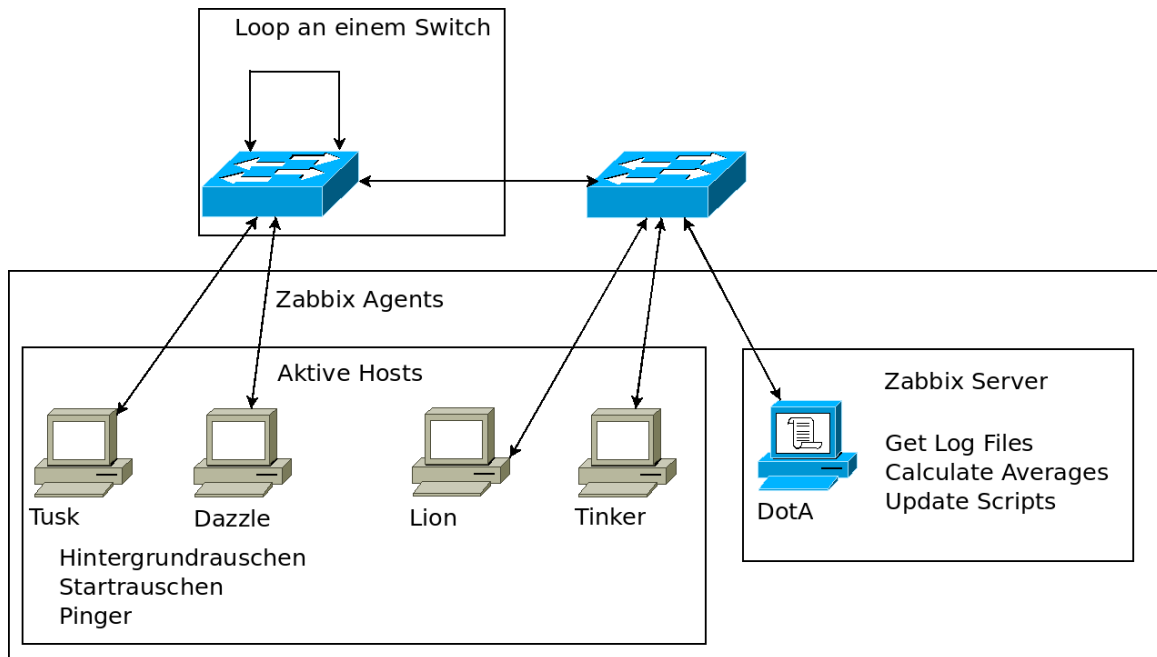 Loop an einem Switch
Zabbix Agents
Aktive Hosts
Tusk
Dazzle
Lion
Tinker
Hintergrundrauschen
Startrauschen
Pinger
Zabbix Server
Get Log Files
Calculate Averages
Update Scripts
DotA